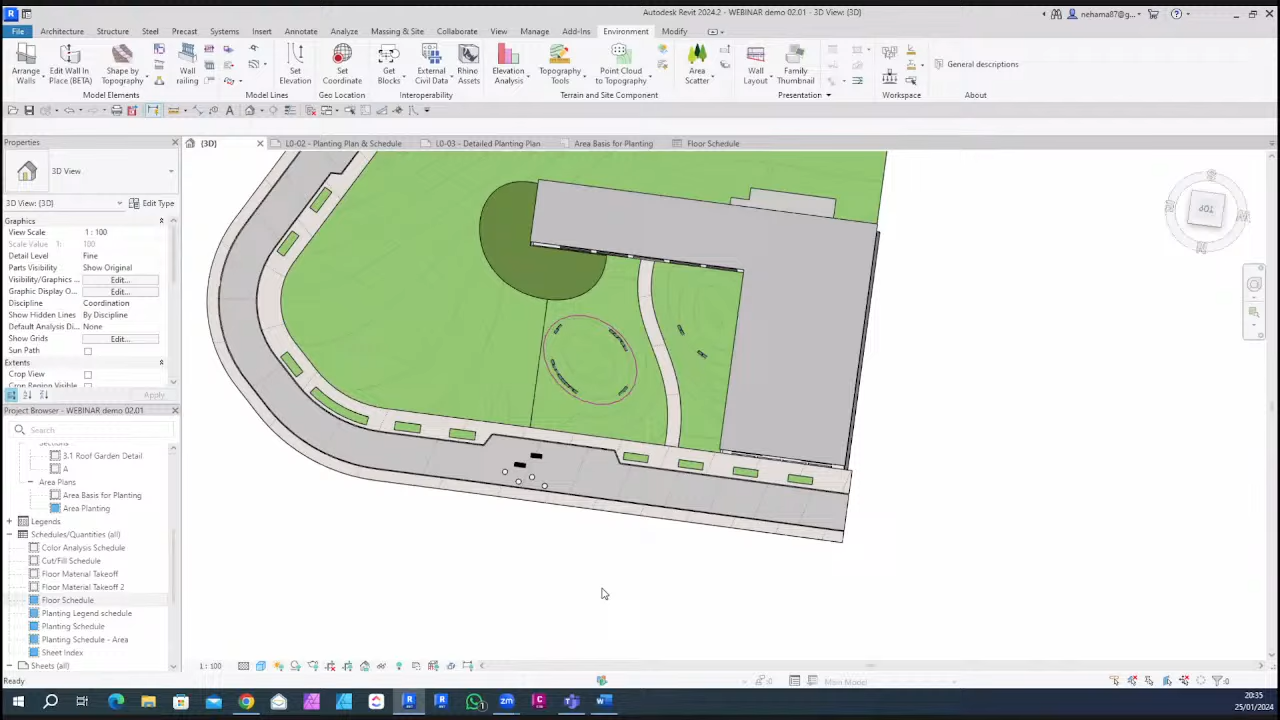 Autodesk Revit 2024.2 - WEBINAR demo 02.01 - 3D View: {3D}
nehama87@g...
File Architecture Structure Steel Precast Systems Insert Annotate Analyze Massing & Site Collaborate View Manage Add-Ins Environment Modify
Arrange Walls
Edit Wall In Place (BETA)
Shape by Topography
Wall railing
Set Elevation
Set Coordinate
Get Blocks
External Civil Data
Rhino Assets
Elevation Analysis
Topography Tools
Point Cloud to Topography
Area Scatter
Wall Layout
Family Thumbnail
General descriptions
Model Elements Model Lines Geo Location Interoperability Terrain and Site Component Presentation Workspace About
Properties
{3D} L0-02 - Planting Plan & Schedule L0-03 - Detailed Planting Plan Area Basis for Planting Floor Schedule
3D View
3D View: {3D} Edit Type
Graphics
View Scale 1 : 100
Scale Value 1: 100
Detail Level Fine
Parts Visibility Show Original
Visibility/Graphics ... Edit...
Graphic Display O... Edit...
Discipline Coordination
Show Hidden Lines By Discipline
Default Analysis Di... None
Show Grids Edit...
Sun Path
Extents
Crop View
Crop Region Visible
Apply
Project Browser - WEBINAR demo 02.01
Search
Sections
3.1 Roof Garden Detail
A
Area Plans
Area Basis for Planting
Area Planting
Legends
Schedules/Quantities (all)
Color Analysis Schedule
Cut/Fill Schedule
Floor Material Takeoff
Floor Material Takeoff 2
Floor Schedule
Planting Legend schedule
Planting Schedule
Planting Schedule - Area
Sheet Index
Sheets (all)
TOP
1 : 100
Ready
:0
Main Model
:0
20:35
25/01/2024